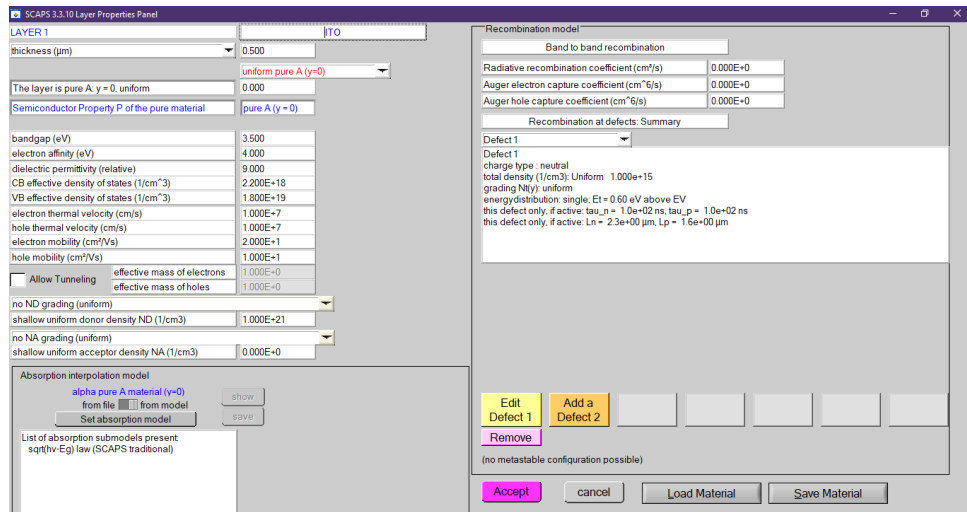 SCAPS 3.3.10 Layer Properties Panel
LAYER 1
ITO
thickness (µm)
0.500
uniform pure A (y=0)
The layer is pure A: y = 0, uniform
0.000
Semiconductor Property P of the pure material
pure A (y = 0)
bandgap (eV)
3.500
electron affinity (eV)
4.000
dielectric permittivity (relative)
9.000
CB effective density of states (1/cm^3)
2.200E+18
VB effective density of states (1/cm^3)
1.800E+19
electron thermal velocity (cm/s)
1.000E+7
hole thermal velocity (cm/s)
1.000E+7
electron mobility (cm²/Vs)
2.000E+1
hole mobility (cm²/Vs)
1.000E+1
Allow Tunneling
effective mass of electrons
1.000E+0
effective mass of holes
1.000E+0
no ND grading (uniform)
shallow uniform donor density ND (1/cm3)
1.000E+21
no NA grading (uniform)
shallow uniform acceptor density NA (1/cm3)
0.000E+0
Absorption interpolation model
alpha pure A material (y=0)
from file
from model
show
Set absorption model
save
List of absorption submodels present
sqrt(hv-Eg) law (SCAPS traditional)
Recombination model
Band to band recombination
Radiative recombination coefficient (cm³/s)
0.000E+0
Auger electron capture coefficient (cm^6/s)
0.000E+0
Auger hole capture coefficient (cm^6/s)
0.000E+0
Recombination at defects: Summary
Defect 1
Defect 1
charge type : neutral
total density (1/cm3): Uniform 1.000e+15
grading Nt(y): uniform
energydistribution: single; Et = 0.60 eV above EV
this defect only, if active: tau_n = 1.0e+02 ns, tau_p = 1.0e+02 ns
this defect only, if active: Ln = 2.3e+00 µm, Lp = 1.6e+00 µm
Edit
Defect 1
Add a
Defect 2
Remove
(no metastable configuration possible)
Accept
cancel
Load Material
Save Material